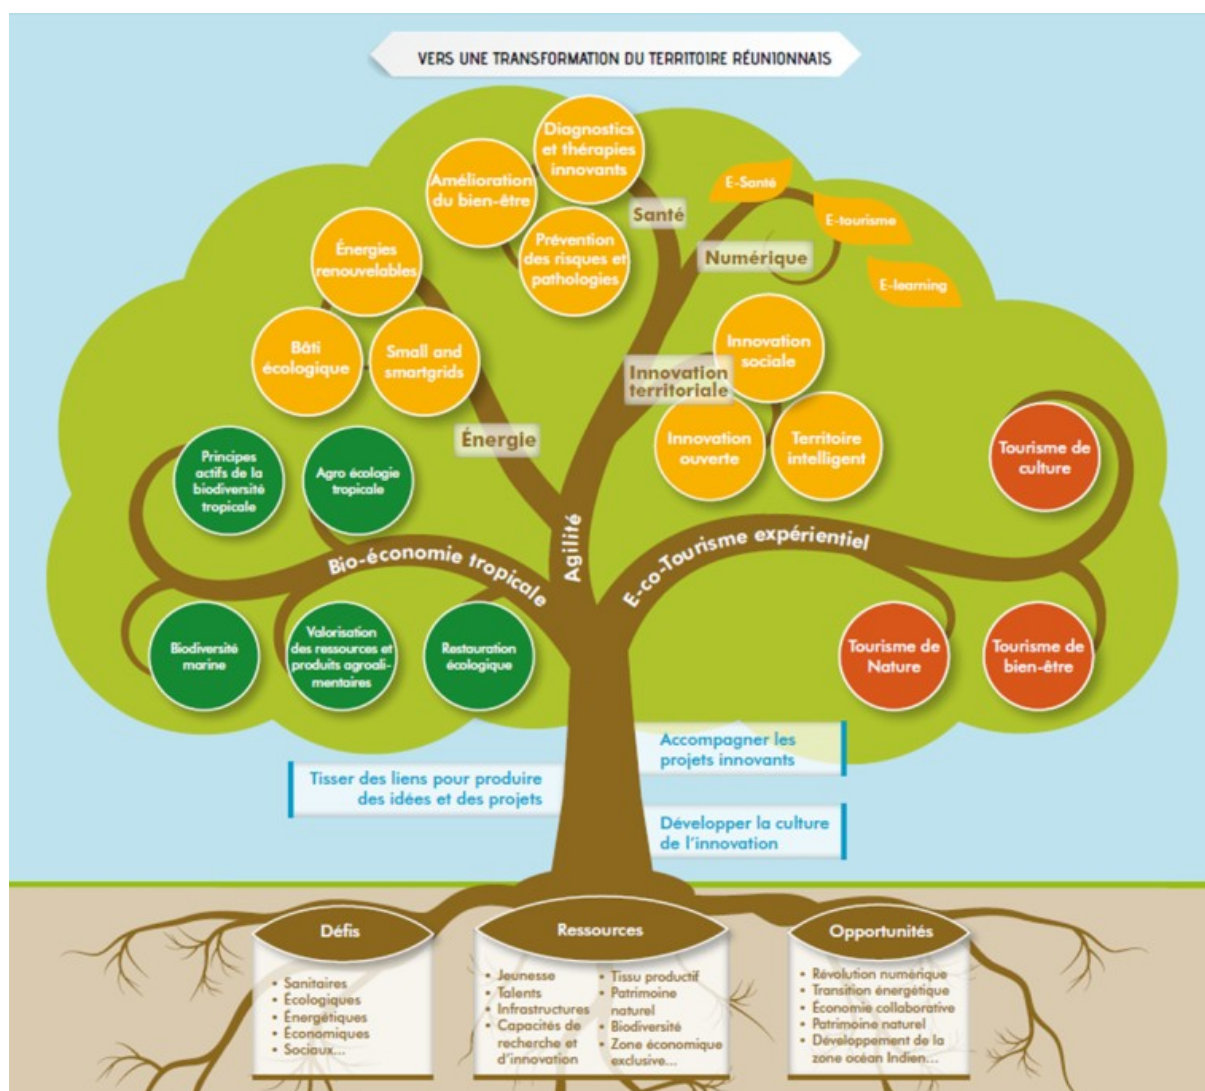 VERS UNE TRANSFORMATION DU TERRITOIRE RÉUNIONNAIS
Diagnostics
et thérapies
innovants
Amélioration
du bien-être
Prévention
des risques et
pathologies
Santé
E-Santé
E-tourisme
E-learning
Numérique
Énergies
renouvelables
Bâti
écologique
Small and
smartgrids
Énergie
Innovation
sociale
Innovation
territoriale
Innovation
ouverte
Territoire
intelligent
Principes
actifs de la
biodiversité
tropicale
Agro écologie
tropicale
Tourisme de
culture
Bio-économie tropicale
Agilité
E-co-Tourisme expérientiel
Biodiversité
marine
Valorisation
des ressources et
produits agroali-
mentaires
Restauration
écologique
Tourisme de
Nature
Tourisme de
bien-être
Accompagner les
projets innovants
Tisser des liens pour produire
des idées et des projets
Développer la culture
de l'innovation
Défis
• Sanitaires
• Écologiques
• Énergétiques
• Économiques
• Sociaux...
Ressources
• Jeunesse
• Talents
• Infrastructures
• Capacités de
recherche et
d'innovation
• Tissu productif
• Patrimoine
naturel
• Biodiversité
• Zone économique
exclusive...
Opportunités
• Révolution numérique
• Transition énergétique
• Économie collaborative
• Patrimoine naturel
• Développement de la
zone océan Indien...